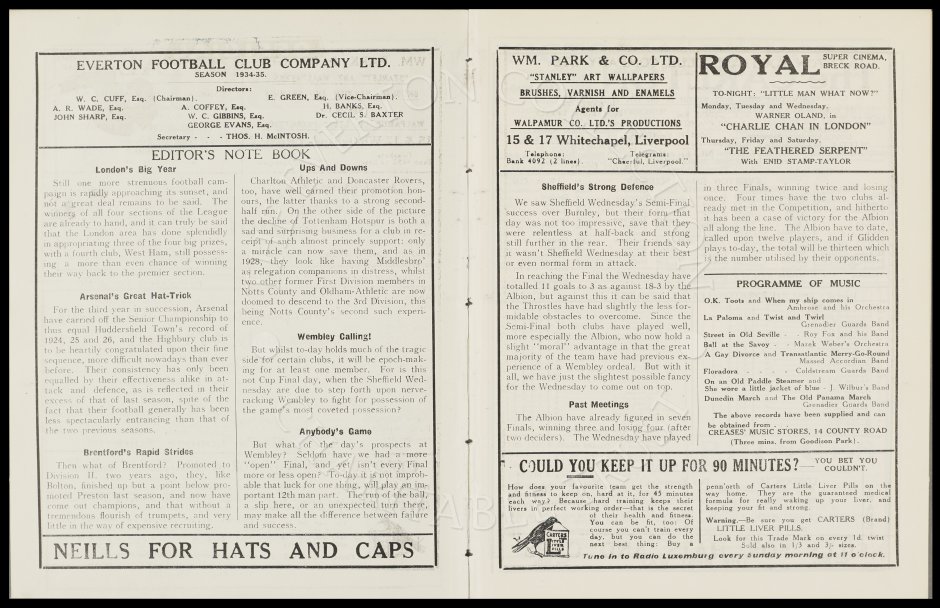 EVERTON FOOTBALL CLUB COMPANY LTD.
SEASON 1934-35.
Directors:
W. C. CUFF, Esq. (Chairman). E. GREEN, Esq. (Vice-Chairman).
A. R. WADE, Esq. A. COFFEY, Esq. H. BANKS, Esq.
JOHN SHARP, Esq. W. C. GIBBINS, Esq. Dr. CECIL S. BAXTER
GEORGE EVANS, Esq.
Secretary - - - THOS. H. McINTOSH.
EDITOR'S NOTE BOOK
London's Big Year
Still one more strenuous football cam-
paign is rapidly approaching its sunset, and
not a great deal remains to be said. The
winners of all four sections of the League
are already to hand, and it can truly be said
that the London area has done splendidly
in appropriating three of the four big prizes,
with a fourth club, West Ham, still possess-
ing a more than even chance of winning
their way back to the premier section.
Arsenal's Great Hat-Trick
For the third year in succession, Arsenal
have carried off the Senior Championship to
thus equal Huddersfield Town's record of
1924, 25 and 26, and the Highbury club is
to be heartily congratulated upon their fine
sequence, more difficult nowadays than ever
before. Their consistency has only been
equalled by their effectiveness alike in at-
tack and defence, as is reflected in their
excess of that of last season, spite of the
fact that their football generally has been
less spectacularly entrancing than that of
the two previous seasons.
Brentford's Rapid Strides
Then what of Brentford? Promoted to
Division II. two years ago, they, like
Bolton, finished up but a point below pro-
moted Preston last season, and now have
come out champions, and that without a
tremendous flourish of trumpets, and very
little in the way of expensive recruiting.
Ups And Downs
Charlton Athletic and Doncaster Rovers,
too, have well earned their promotion hon-
ours, the latter thanks to a strong second-
half run. On the other side of the picture
the decline of Tottenham Hotspur is both a
sad and surprising business for a club in re-
ceipt of such almost princely support: only
a miracle can now save them, and as in
1928, they look like having Middlesbro'
as relegation companions in distress, whilst
two other former First Division members in
Notts County and Oldham Athletic are now
doomed to descend to the 3rd Division, this
being Notts County's second such experi-
ence.
Wembley Calling!
But whilst to-day holds much of the tragic
side for certain clubs, it will be epoch-mak-
ing for at least one member. For is this
not Cup Final day, when the Sheffield Wed-
nesday are due to step forth upon nerve-
racking Wembley to fight for possession of
the game's most coveted possession?
Anybody's Game
But what of the day's prospects at
Wembley? Seldom have we had a more
"open" Final, and yet isn't every Final
more or less open? To-day it is not improb-
able that luck for one thing, will play an im-
portant 12th man part. The run of the ball,
a slip here, or an unexpected turn there,
may make all the difference between failure
and success.
NEILLS FOR HATS AND CAPS
WM. PARK & CO. LTD.
"STANLEY" ART WALLPAPERS
BRUSHES, VARNISH AND ENAMELS
Agents for
WALPAMUR CO. LTD.'S PRODUCTIONS
15 & 17 Whitechapel, Liverpool
Telephone: Telegrams:
Bank 4092 (2 lines). "Cheerful, Liverpool."
ROYAL SUPER CINEMA,
BRECK ROAD.
TO-NIGHT: "LITTLE MAN WHAT NOW?"
Monday, Tuesday and Wednesday.
WARNER OLAND, in
"CHARLIE CHAN IN LONDON"
Thursday, Friday and Saturday.
"THE FEATHERED SERPENT"
With ENID STAMP-TAYLOR
Sheffield's Strong Defence
We saw Sheffield Wednesday's Semi-Final
success over Burnley, but their form that
day was not too impressive, save that they
were relentless at half-back and strong
still further in the rear. Their friends say
it wasn't Sheffield Wednesday at their best
or even normal form in attack.
In reaching the Final the Wednesday have
totalled 11 goals to 3 as against 18-3 by the
Albion, but against this it can be said that
the Throstles have had slightly the less for-
midable obstacles to overcome. Since the
Semi-Final both clubs have played well,
more especially the Albion, who now hold a
slight "moral" advantage in that the great
majority of the team have had previous ex-
perience of a Wembley ordeal. But with it
all, we have just the slightest possible fancy
for the Wednesday to come out on top.
Past Meetings
The Albion have already figured in seven
Finals, winning three and losing four (after
two deciders). The Wednesday have played
in three Finals, winning twice and losing
once. Four times have the two clubs al-
ready met in the Competition, and hitherto
it has been a case of victory for the Albion
all along the line. The Albion have to date,
called upon twelve players, and if Glidden
plays to-day, the total will be thirteen which
is the number utilised by their opponents.
PROGRAMME OF MUSIC
O.K. Toots and When my ship comes in
Ambrose and his Orchestra
La Paloma and Twist and Twirl
Grenadier Guards Band
Street in Old Seville - - Roy Fox and his Band
Ball at the Savoy - - Marek Weber's Orchestra
A Gay Divorce and Transatlantic Merry-Go-Round
Massed Accordian Band
Floradora - - - - Coldstream Guards Band
On an Old Paddle Steamer and
She wore a little jacket of blue - J. Wilbur's Band
Dunedin March and The Old Panama March
Grenadier Guards Band
The above records have been supplied and can
be obtained from
CREASES' MUSIC STORES, 14 COUNTY ROAD
(Three mins. from Goodison Park).
COULD YOU KEEP IT UP FOR 90 MINUTES? YOU BET YOU
COULDN'T.
How does your favourite team get the strength
and fitness to keep on, hard at it, for 45 minutes
each way? Because hard training keeps their
livers in perfect working order—that is the secret
of their health and fitness.
You can be fit, too! Of
course you can't train every
day, but you can do the
next best thing: Buy a
CARTERS
LITTLE
LIVER
PILLS
penn'orth of Carters Little Liver Pills on the
way home. They are the guaranteed medical
formula for really waking up your liver, and
keeping your fit and strong.
Warning.—Be sure you get CARTERS (Brand)
LITTLE LIVER PILLS.
Look for this Trade Mark on every 1d. twist
Sold also in 1/3 and 3/- sizes.
Tune in to Radio Luxemburg every Sunday morning at 11 o'clock.